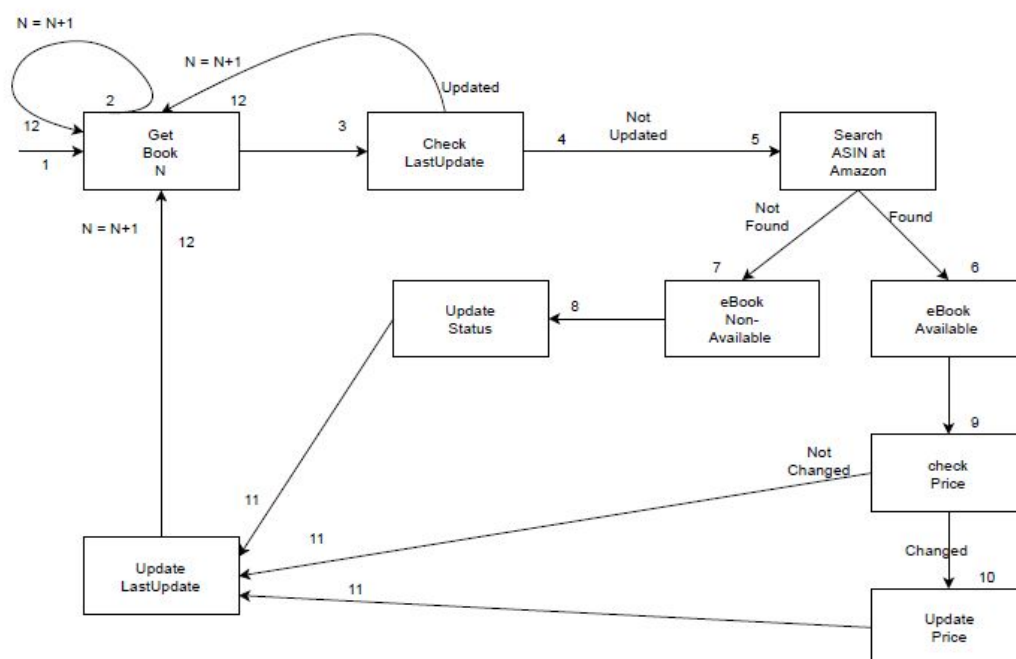 N = N+1
N = N+1
Updated
2
12
12
3
4
5
1
Get
Book
N
Check
LastUpdate
Not
Updated
Search
ASIN at
Amazon
N = N+1
12
Not
Found
Found
7
6
8
Update
Status
eBook
Non-
Available
eBook
Available
9
Not
Changed
check
Price
11
11
Changed
Update
LastUpdate
11
10
Update
Price